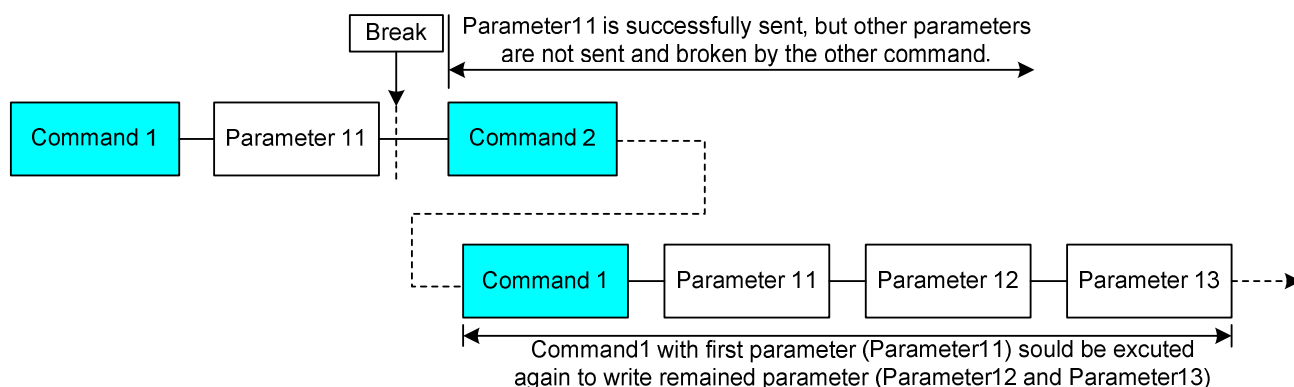 Break
Parameter11 is successfully sent, but other parameters
are not sent and broken by the other command.
Command 1
Parameter 11
Command 2
Command 1
Parameter 11
Parameter 12
Parameter 13
Command1 with first parameter (Parameter11) sould be excuted
again to write remained parameter (Parameter12 and Parameter13)